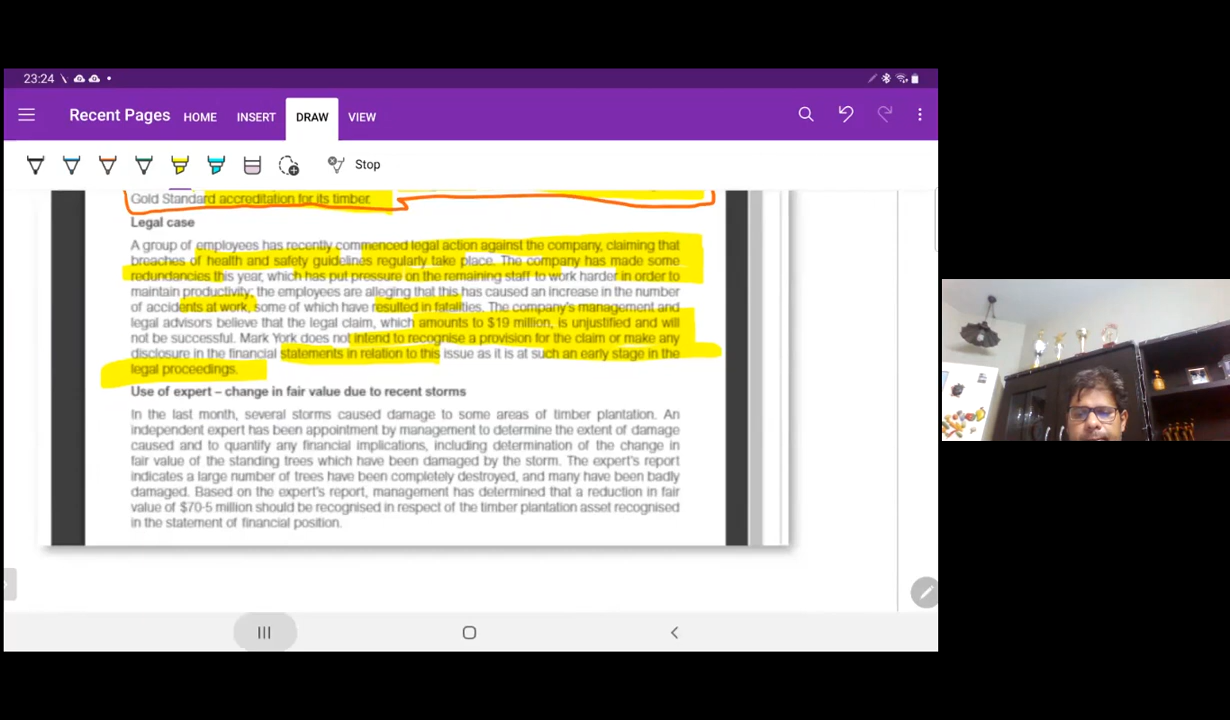 23:24
Recent Pages HOME INSERT DRAW VIEW
Stop
Gold Standard accreditation for its timber.
Legal case
A group of employees has recently commenced legal action against the company, claiming that
breaches of health and safety guidelines regularly take place. The company has made some
redundancies this year, which has put pressure on the remaining staff to work harder in order to
maintain productivity; the employees are alleging that this has caused an increase in the number
of accidents at work, some of which have resulted in fatalities. The company's management and
legal advisors believe that the legal claim, which amounts to $19 million, is unjustified and will
not be successful. Mark York does not intend to recognise a provision for the claim or make any
disclosure in the financial statements in relation to this issue as it is at such an early stage in the
legal proceedings.
Use of expert – change in fair value due to recent storms
In the last month, several storms caused damage to some areas of timber plantation. An
independent expert has been appointment by management to determine the extent of damage
caused and to quantify any financial implications, including determination of the change in
fair value of the standing trees which have been damaged by the storm. The expert's report
indicates a large number of trees have been completely destroyed, and many have been badly
damaged. Based on the expert's report, management has determined that a reduction in fair
value of $70·5 million should be recognised in respect of the timber plantation asset recognised
in the statement of financial position.